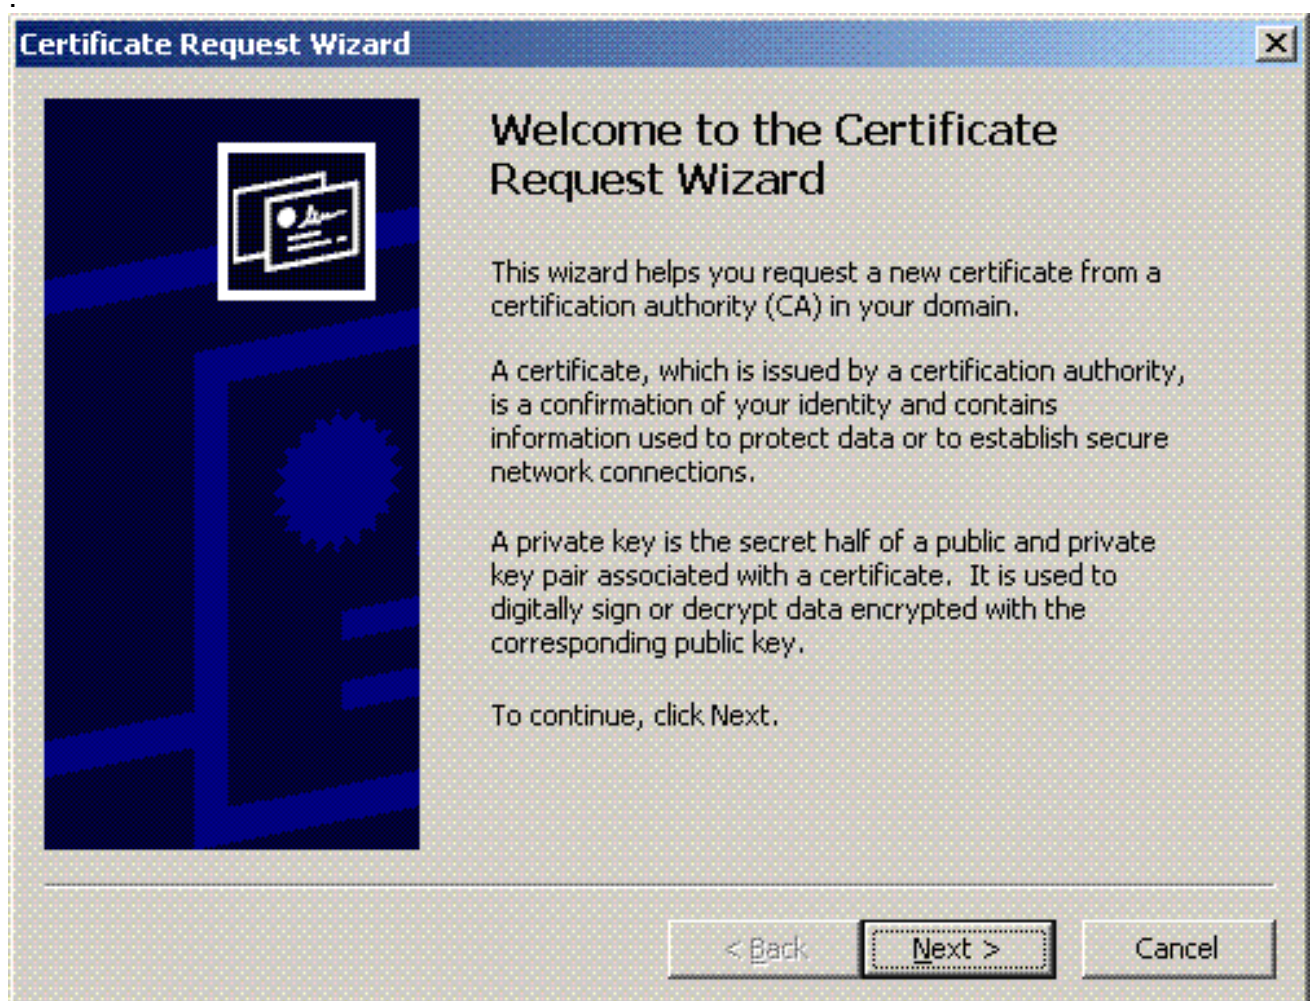 Certificate Request Wizard
Welcome to the Certificate
Request Wizard
This wizard helps you request a new certificate from a
certification authority (CA) in your domain.
A certificate, which is issued by a certification authority,
is a confirmation of your identity and contains
information used to protect data or to establish secure
network connections.
A private key is the secret half of a public and private
key pair associated with a certificate.  It is used to
digitally sign or decrypt data encrypted with the
corresponding public key.
To continue, click Next.
< Back Next > Cancel